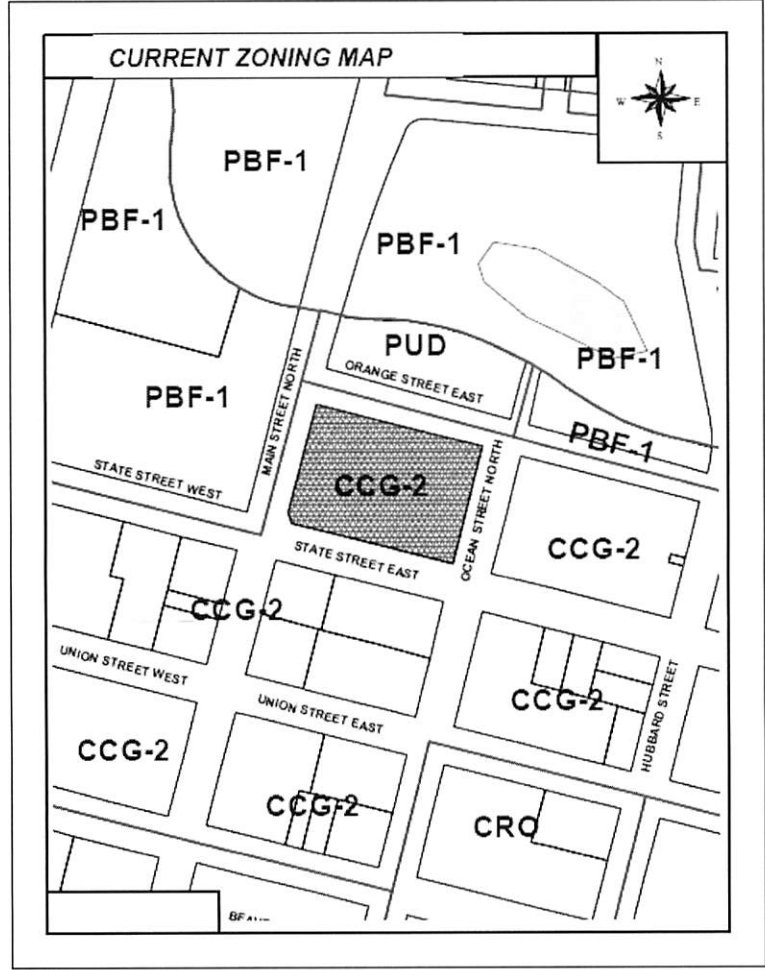 CURRENT ZONING MAP
N
W
E
S
PBF-1
PBF-1
PBF-1
PUD
PBF-1
ORANGE STREET EAST
PBF-1
MAIN STREET NORTH
PBF-1
STATE STREET WEST
CCG-2
OCEAN STREET NORTH
CCG-2
STATE STREET EAST
CCG-2
UNION STREET WEST
CCG-2
HUBBARD STREET
UNION STREET EAST
CCG-2
CCG-2
CRO